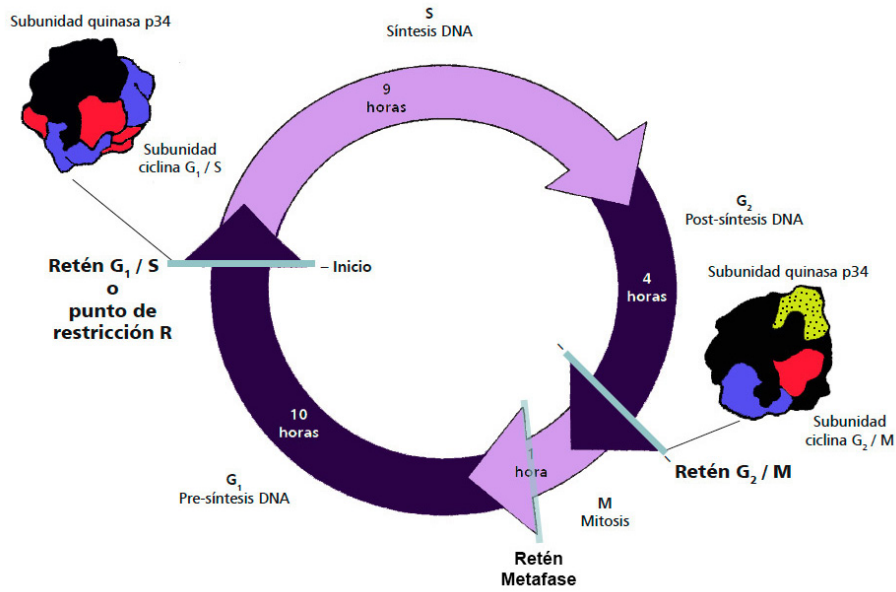 Subunidad quinasa p34
S
Síntesis DNA
9
horas
Subunidad
ciclina G₁ / S
G₂
Post-síntesis DNA
Retén G₁ / S
o
punto de
restricción R
– Inicio
Subunidad quinasa p34
4
horas
10
horas
1
hora
Subunidad
ciclina G₂ / M
Retén G₂ / M
G₁
Pre-síntesis DNA
M
Mitosis
Retén
Metafase